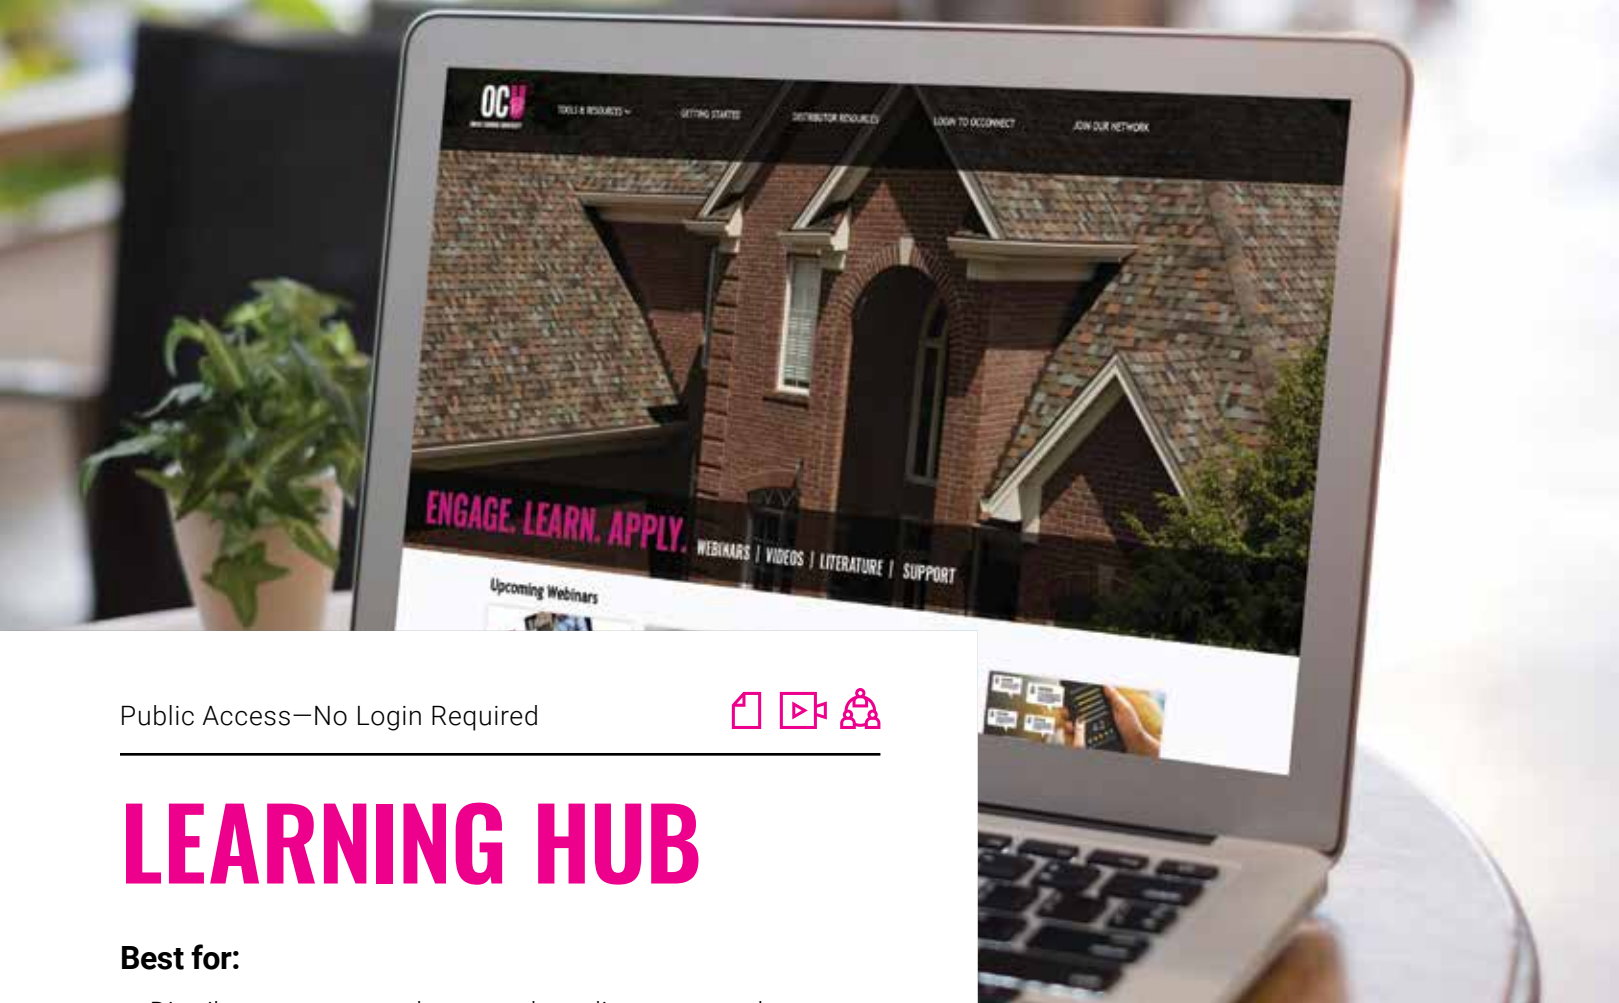 OCU
TOOLS & RESOURCES
GETTING STARTED
DISTRIBUTOR RESOURCES
LOGIN TO OCCONNECT
JOIN OUR NETWORK
ENGAGE. LEARN. APPLY.
WEBINARS | VIDEOS | LITERATURE | SUPPORT
Upcoming Webinars
Public Access—No Login Required
LEARNING HUB
Best for: